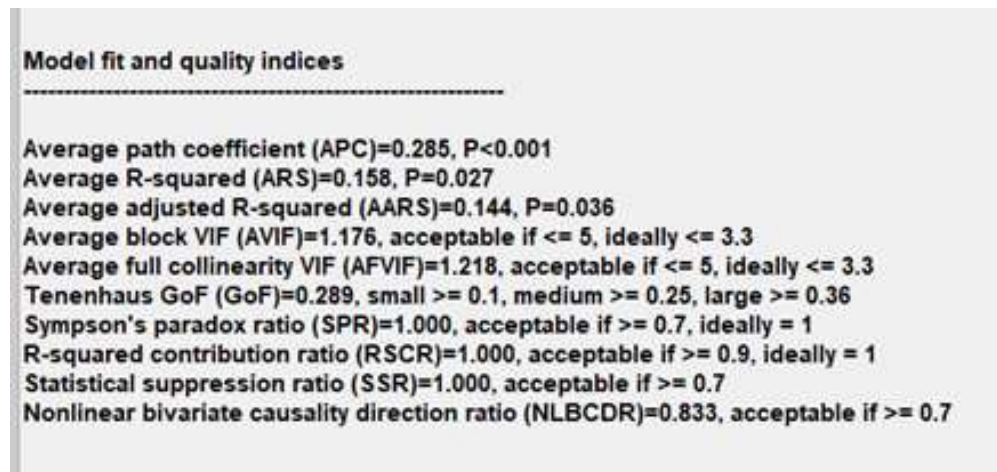 Model fit and quality indices
------------------------------------------------------------
Average path coefficient (APC)=0.285, P<0.001
Average R-squared (ARS)=0.158, P=0.027
Average adjusted R-squared (AARS)=0.144, P=0.036
Average block VIF (AVIF)=1.176, acceptable if <= 5, ideally <= 3.3
Average full collinearity VIF (AFVIF)=1.218, acceptable if <= 5, ideally <= 3.3
Tenenhaus GoF (GoF)=0.289, small >= 0.1, medium >= 0.25, large >= 0.36
Sympson's paradox ratio (SPR)=1.000, acceptable if >= 0.7, ideally = 1
R-squared contribution ratio (RSCR)=1.000, acceptable if >= 0.9, ideally = 1
Statistical suppression ratio (SSR)=1.000, acceptable if >= 0.7
Nonlinear bivariate causality direction ratio (NLBCDR)=0.833, acceptable if >= 0.7